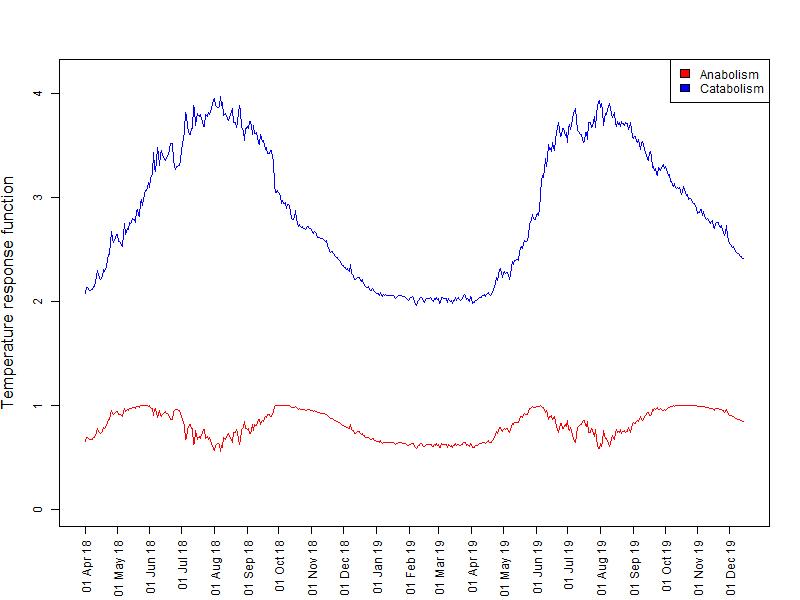 Anabolism
Catabolism
Temperature response function
4
3
2
1
0
01 Apr 18
01 May 18
01 Jun 18
01 Jul 18
01 Aug 18
01 Sep 18
01 Oct 18
01 Nov 18
01 Dec 18
01 Jan 19
01 Feb 19
01 Mar 19
01 Apr 19
01 May 19
01 Jun 19
01 Jul 19
01 Aug 19
01 Sep 19
01 Oct 19
01 Nov 19
01 Dec 19